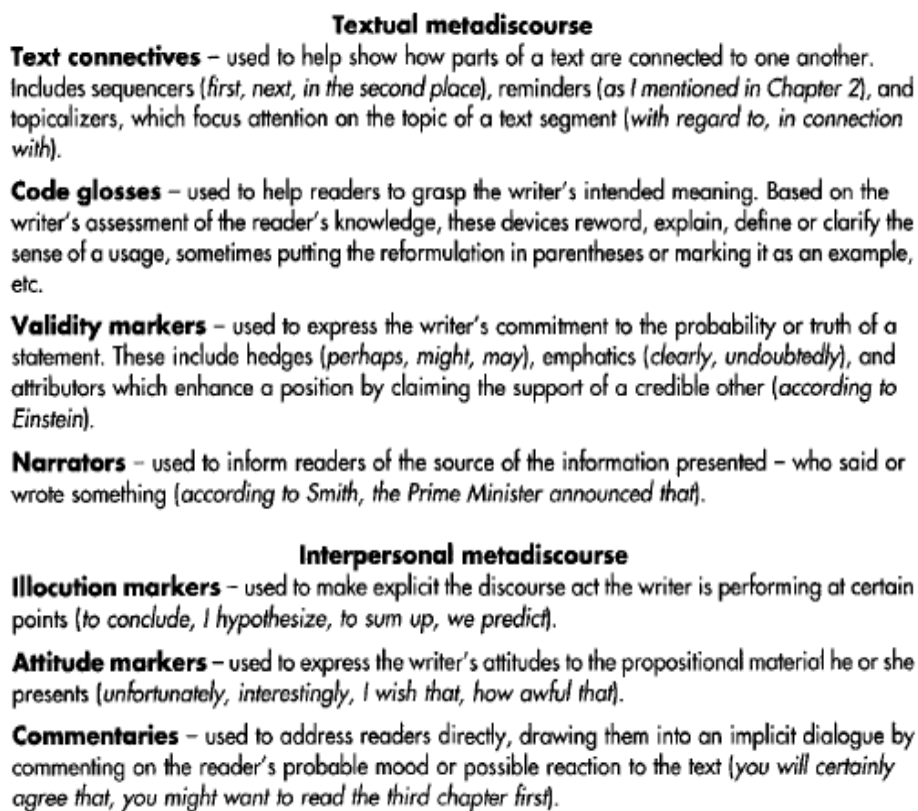 Textual metadiscourse
Text connectives – used to help show how parts of a text are connected to one another.
Includes sequencers (first, next, in the second place), reminders (as I mentioned in Chapter 2), and
topicalizers, which focus attention on the topic of a text segment (with regard to, in connection
with).
Code glosses – used to help readers to grasp the writer's intended meaning. Based on the
writer's assessment of the reader's knowledge, these devices reword, explain, define or clarify the
sense of a usage, sometimes putting the reformulation in parentheses or marking it as an example,
etc.
Validity markers – used to express the writer's commitment to the probability or truth of a
statement. These include hedges (perhaps, might, may), emphatics (clearly, undoubtedly), and
attributors which enhance a position by claiming the support of a credible other (according to
Einstein).
Narrators – used to inform readers of the source of the information presented – who said or
wrote something (according to Smith, the Prime Minister announced that).
Interpersonal metadiscourse
Illocution markers – used to make explicit the discourse act the writer is performing at certain
points (to conclude, I hypothesize, to sum up, we predict).
Attitude markers – used to express the writer's attitudes to the propositional material he or she
presents (unfortunately, interestingly, I wish that, how awful that).
Commentaries – used to address readers directly, drawing them into an implicit dialogue by
commenting on the reader's probable mood or possible reaction to the text (you will certainly
agree that, you might want to read the third chapter first).